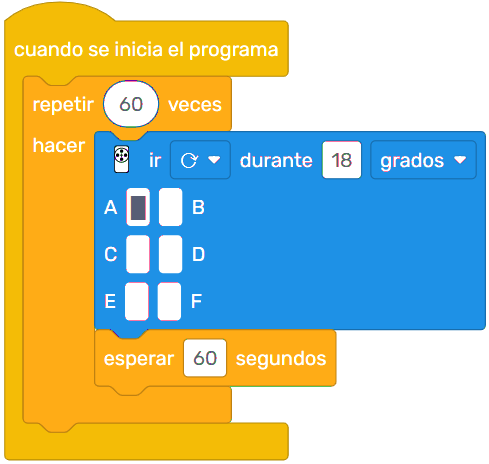 cuando se inicia el programa
repetir 60 veces
hacer
ir durante 18 grados
A B
C D
E F
esperar 60 segundos